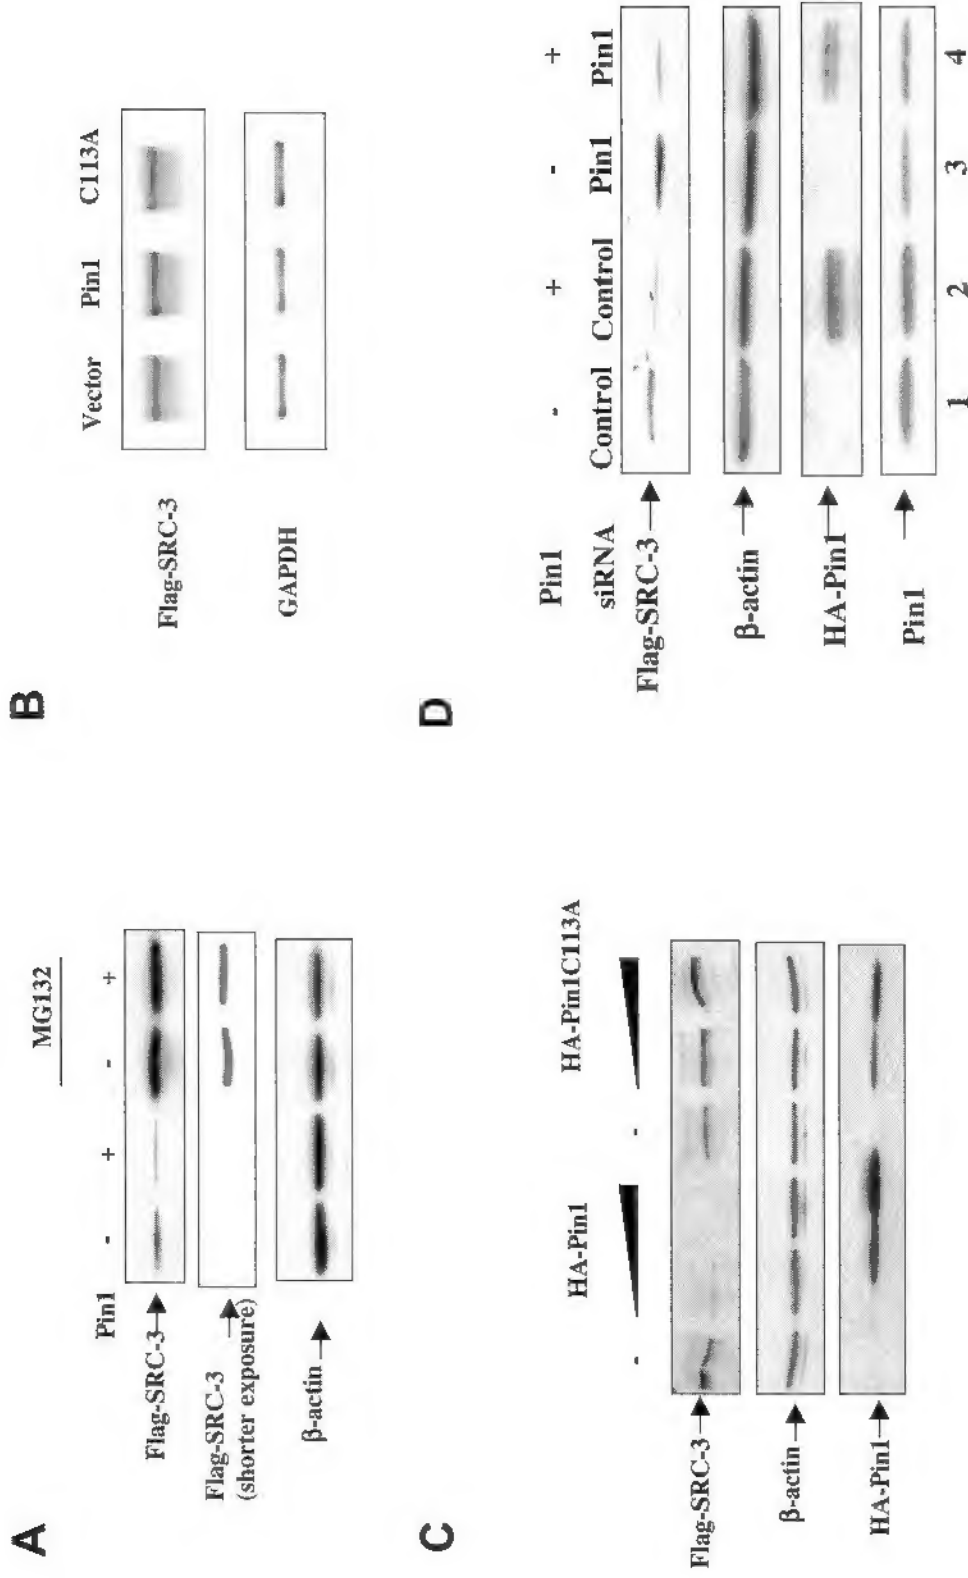 A
MG132
Pin1 - + - +
Flag-SRC-3
Flag-SRC-3
(shorter exposure)
β-actin
B
Vector Pin1 C113A
Flag-SRC-3
GAPDH
C
HA-Pin1 HA-Pin1C113A
- -
Flag-SRC-3
β-actin
HA-Pin1
D
Pin1 - + - +
siRNA Control Control Pin1 Pin1
Flag-SRC-3
β-actin
HA-Pin1
Pin1
1 2 3 4